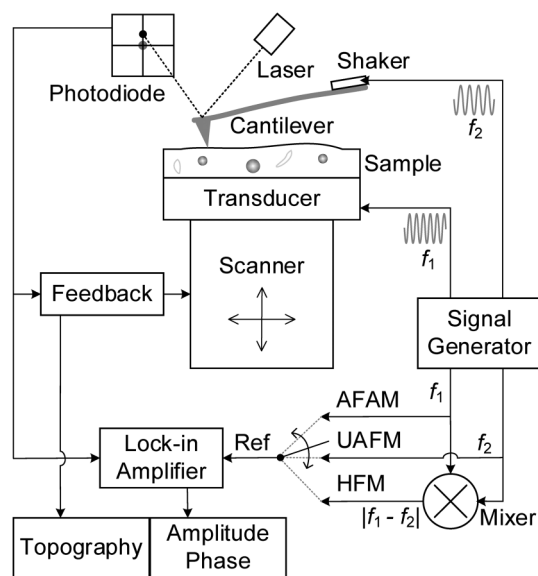 Laser
Shaker
Photodiode
Cantilever
f2
Sample
Transducer
f1
Scanner
Feedback
Signal
Generator
f1
AFAM
Lock-in
Amplifier
Ref
UAFM
f2
HFM
|f1 - f2|
Mixer
Topography
Amplitude
Phase